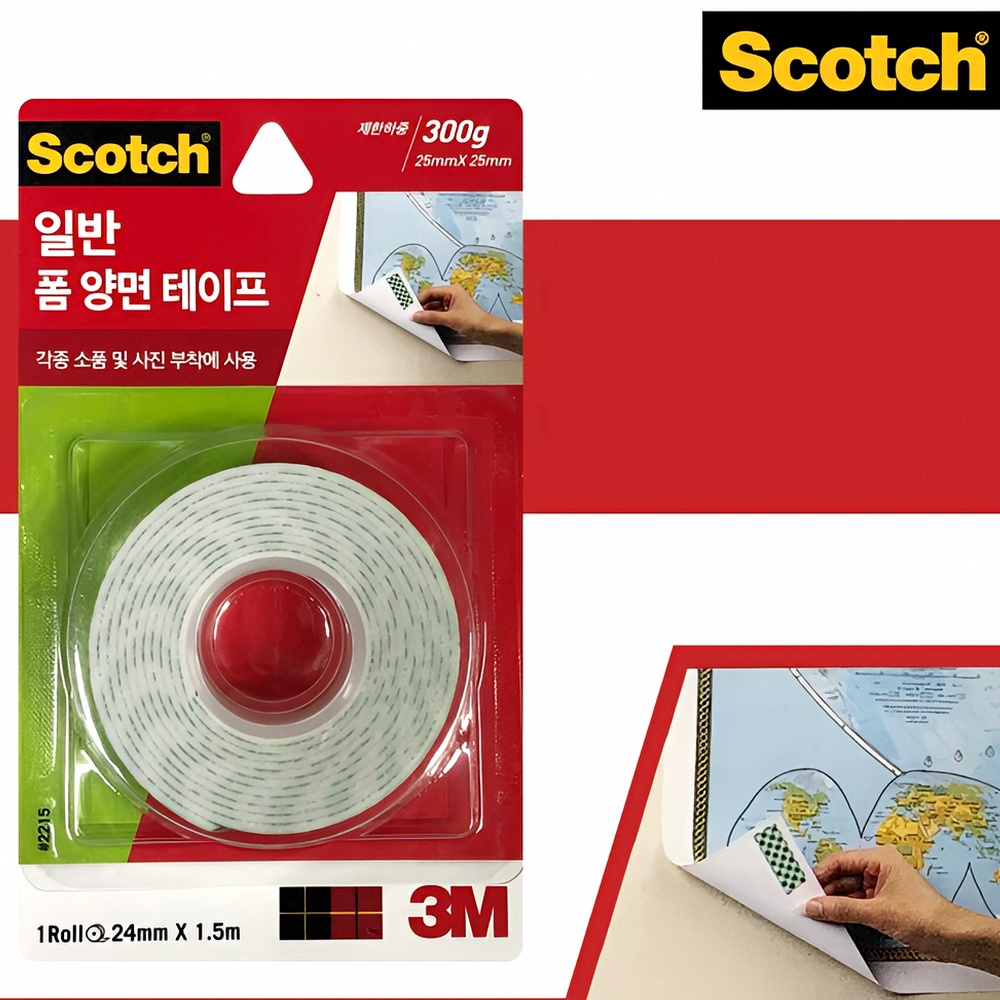 Scotch®
Scotch®
제한하중 300g
25mmX 25mm
일반
폼 양면 테이프
각종 소품 및 사진 부착에 사용
#2215
1Roll 24mm X 1.5m
3M